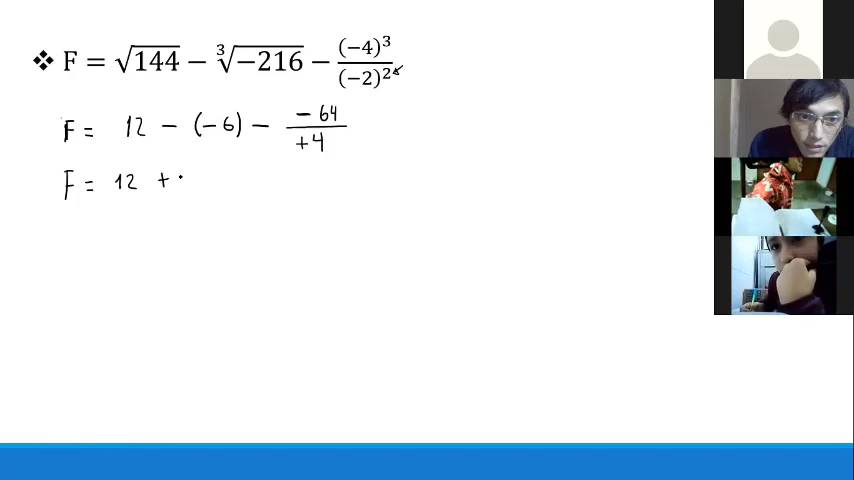 ❖ F = √144 − ∛−216 − (−4)³/(−2)²
F = 12 − (−6) − −64/+4
F = 12 +